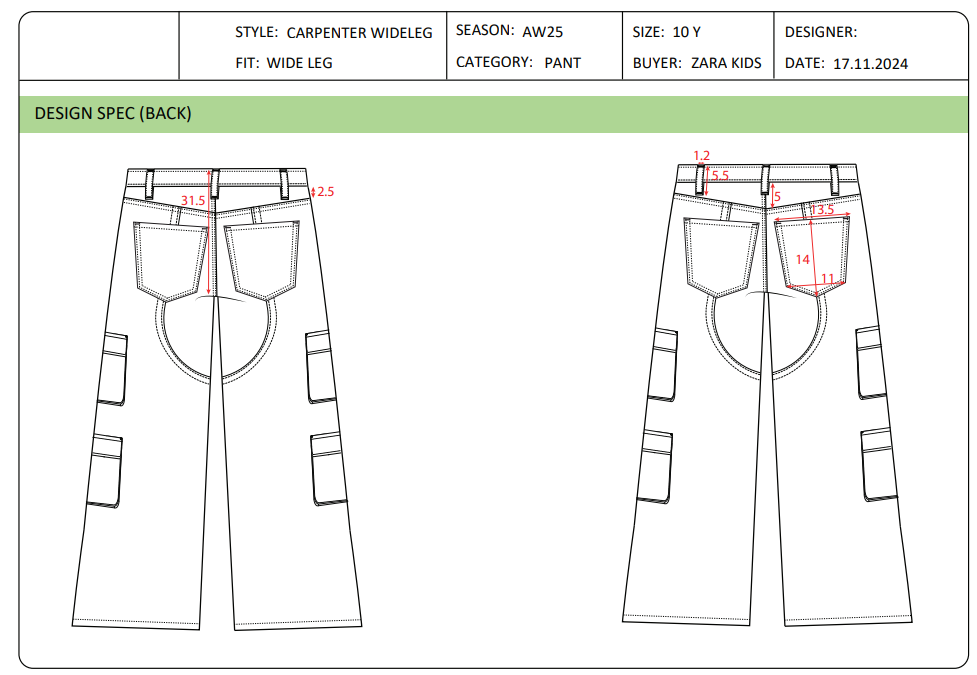 STYLE: CARPENTER WIDELEG
FIT: WIDE LEG
SEASON: AW25
CATEGORY: PANT
SIZE: 10 Y
BUYER: ZARA KIDS
DESIGNER:
DATE: 17.11.2024
DESIGN SPEC (BACK)
31.5
2.5
1.2
5.5
5
13.5
14
11